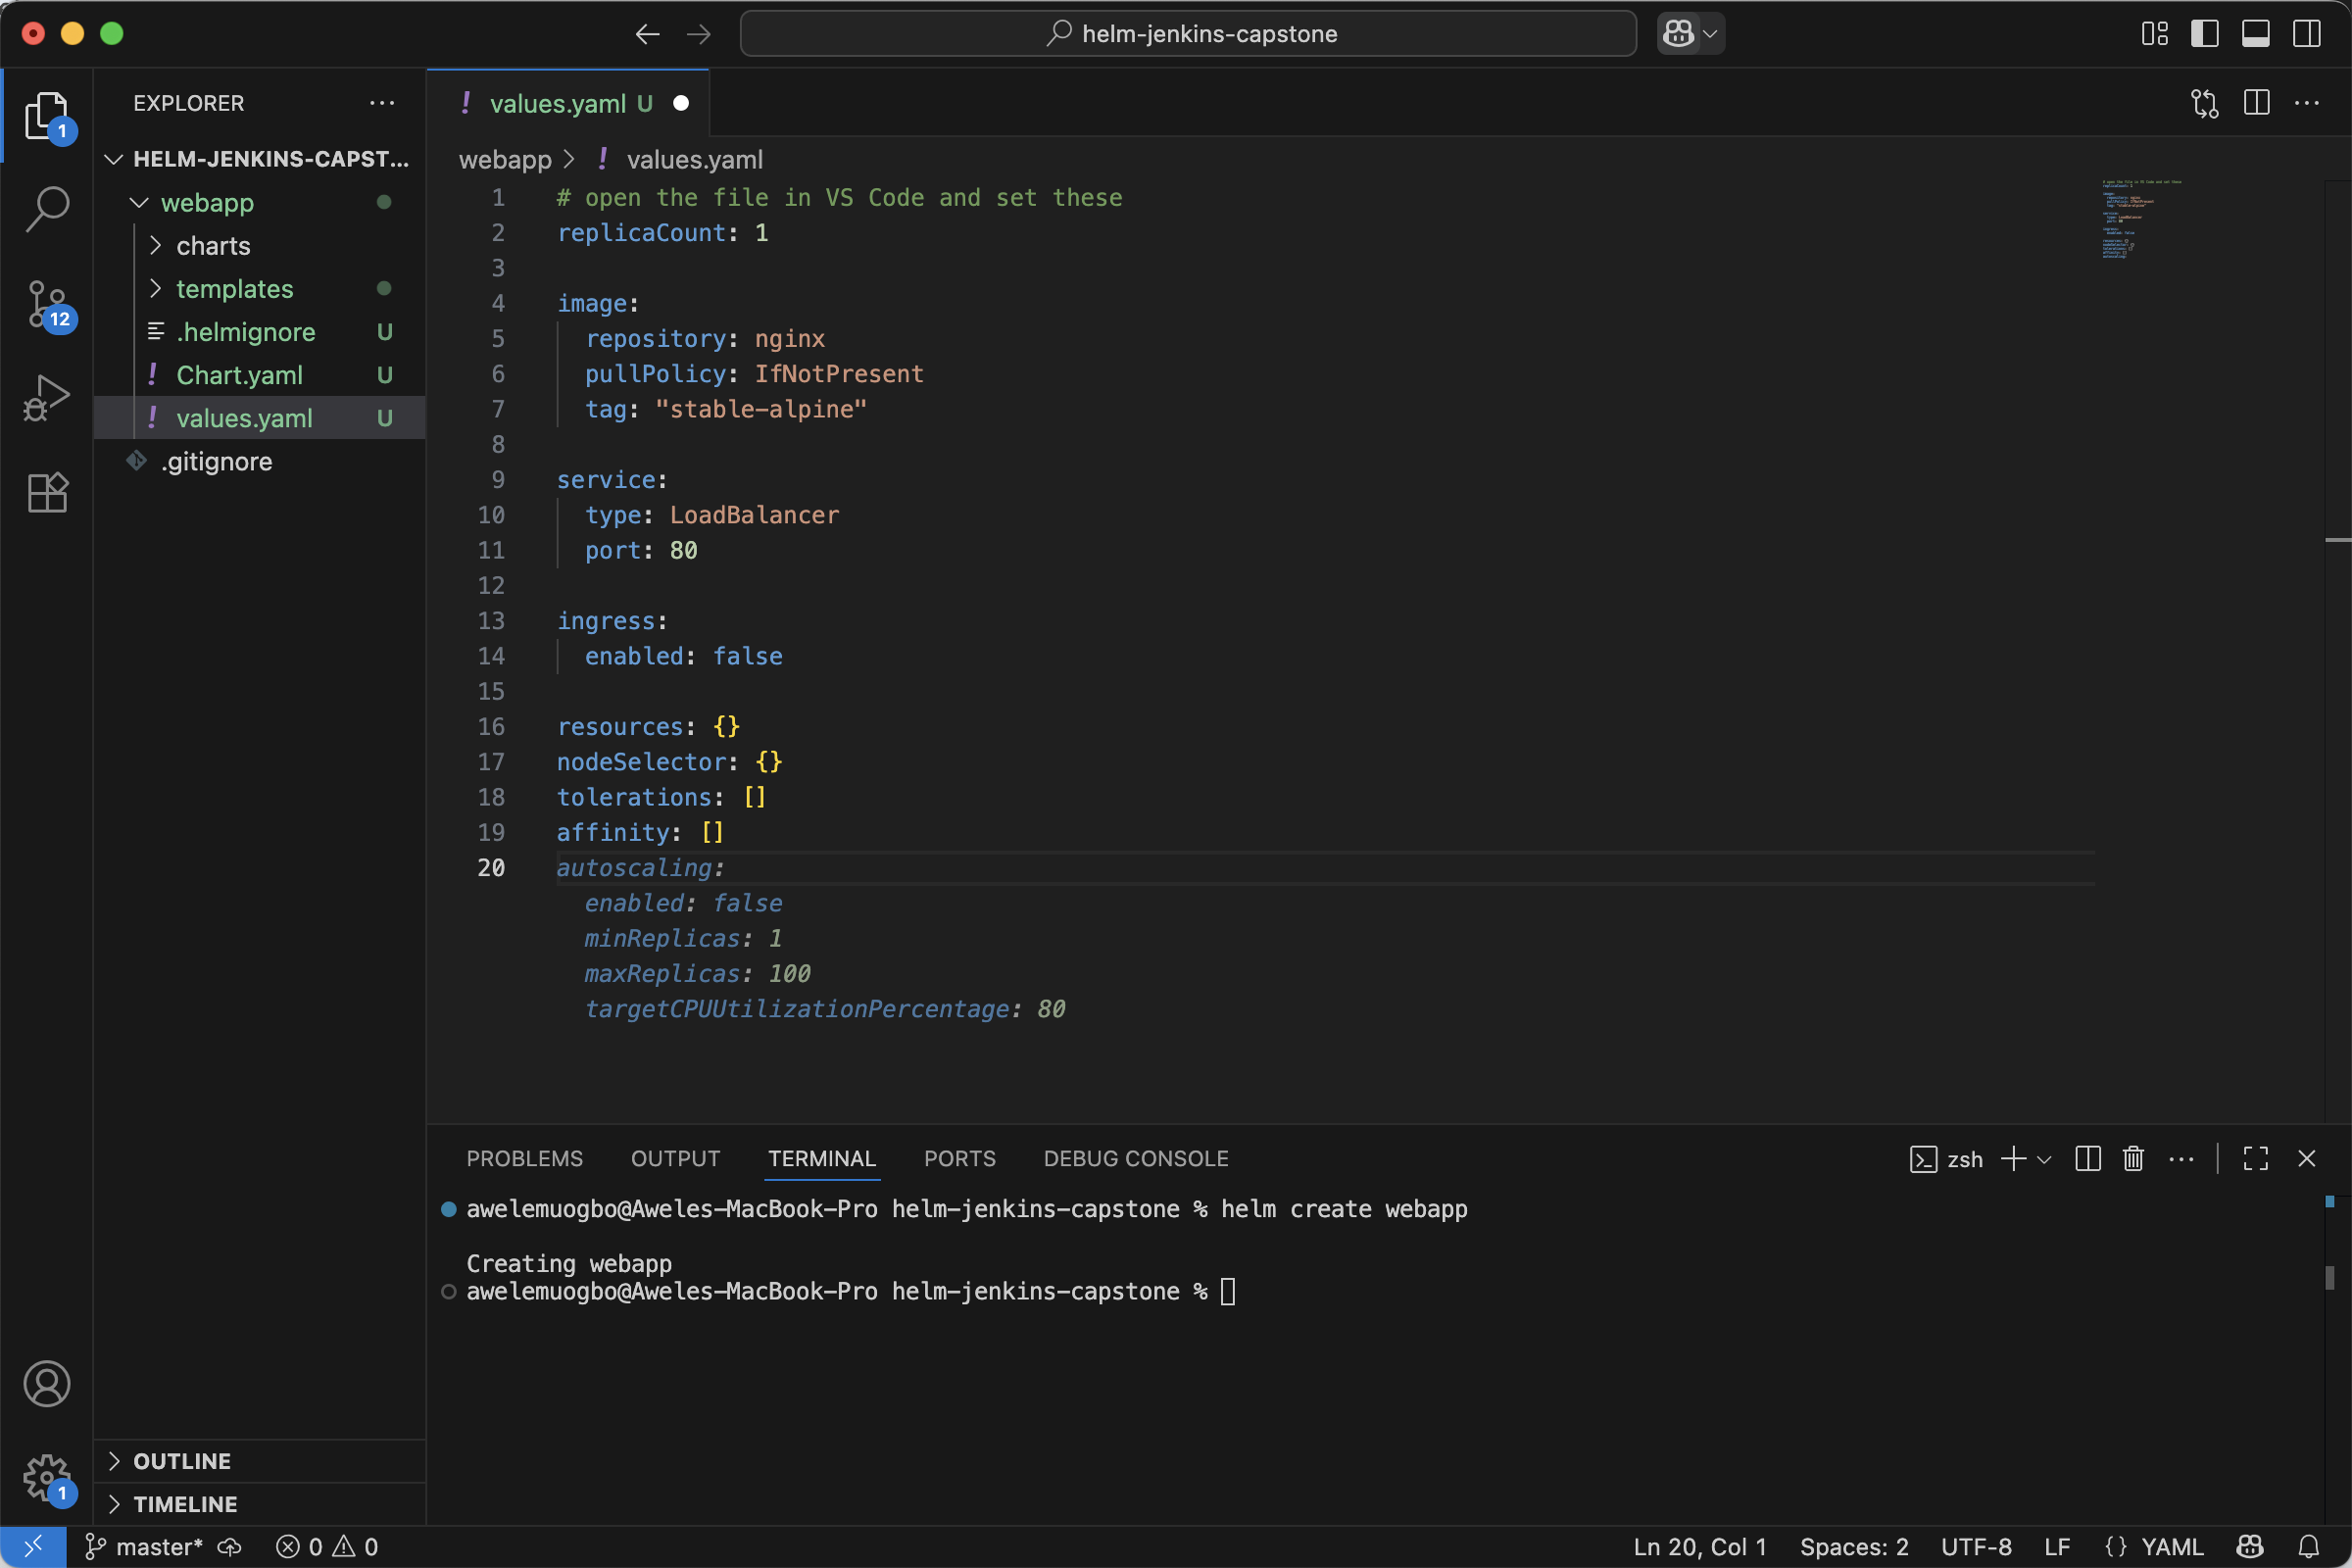 helm-jenkins-capstone
EXPLORER
HELM-JENKINS-CAPST...
webapp
charts
templates
.helmignore U
! Chart.yaml U
! values.yaml U
.gitignore
OUTLINE
TIMELINE
1
12
1
! values.yaml U
webapp > ! values.yaml
1 # open the file in VS Code and set these
2 replicaCount: 1
3
4 image:
5 repository: nginx
6 pullPolicy: IfNotPresent
7 tag: "stable-alpine"
8
9 service:
10 type: LoadBalancer
11 port: 80
12
13 ingress:
14 enabled: false
15
16 resources: {}
17 nodeSelector: {}
18 tolerations: []
19 affinity: []
20 autoscaling:
enabled: false
minReplicas: 1
maxReplicas: 100
targetCPUUtilizationPercentage: 80
PROBLEMS OUTPUT TERMINAL PORTS DEBUG CONSOLE
zsh
awelemuogbo@Aweles-MacBook-Pro helm-jenkins-capstone % helm create webapp
Creating webapp
awelemuogbo@Aweles-MacBook-Pro helm-jenkins-capstone %
master* 0 0 Ln 20, Col 1 Spaces: 2 UTF-8 LF {} YAML